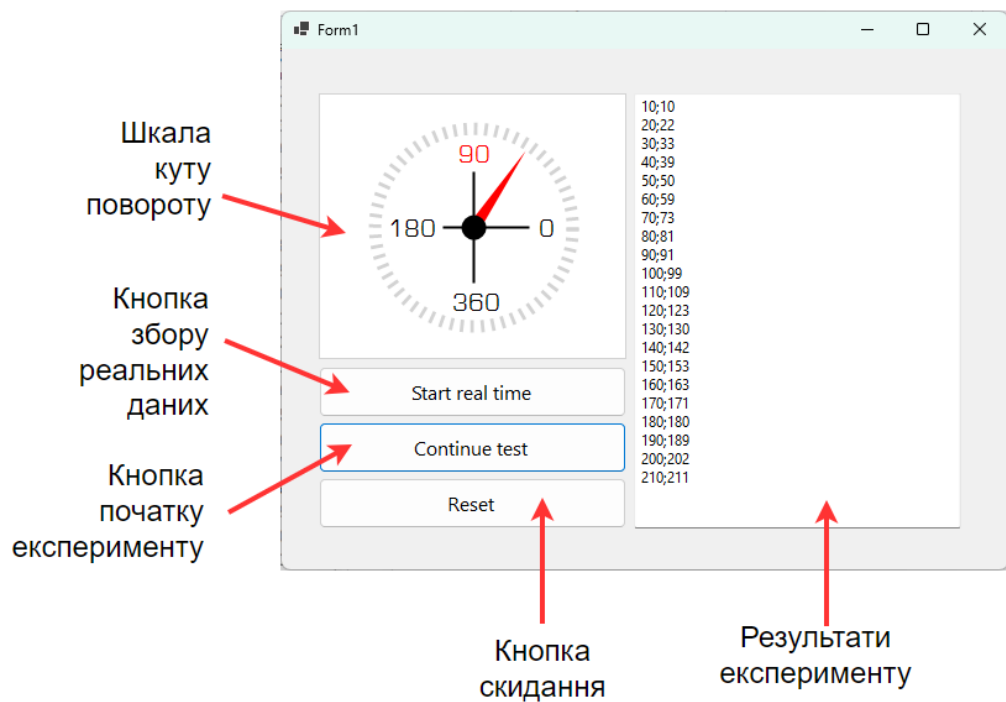 Form1
Шкала
куту
повороту
90
180
0
360
10;10
20;22
30;33
40;39
50;50
60;59
70;73
80;81
90;91
100;99
110;109
120;123
130;130
140;142
150;153
160;163
170;171
180;180
190;189
200;202
210;211
Кнопка
збору
реальних
даних
Start real time
Continue test
Reset
Кнопка
початку
експерименту
Кнопка
скидання
Результати
експерименту